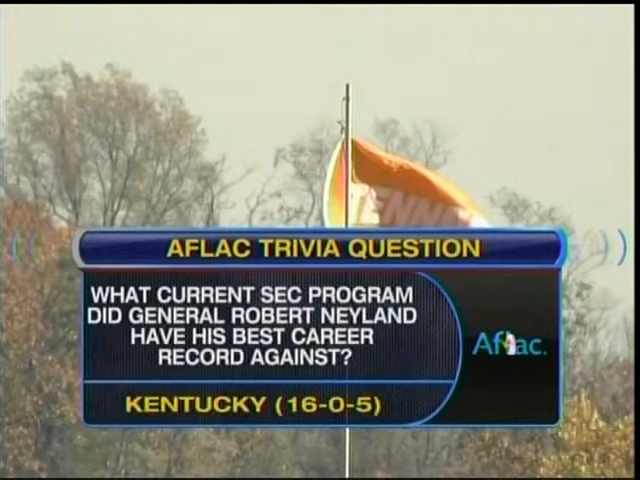 TENNE
AFLAC TRIVIA QUESTION
WHAT CURRENT SEC PROGRAM
DID GENERAL ROBERT NEYLAND
HAVE HIS BEST CAREER
RECORD AGAINST?
Aflac.
KENTUCKY (16-0-5)